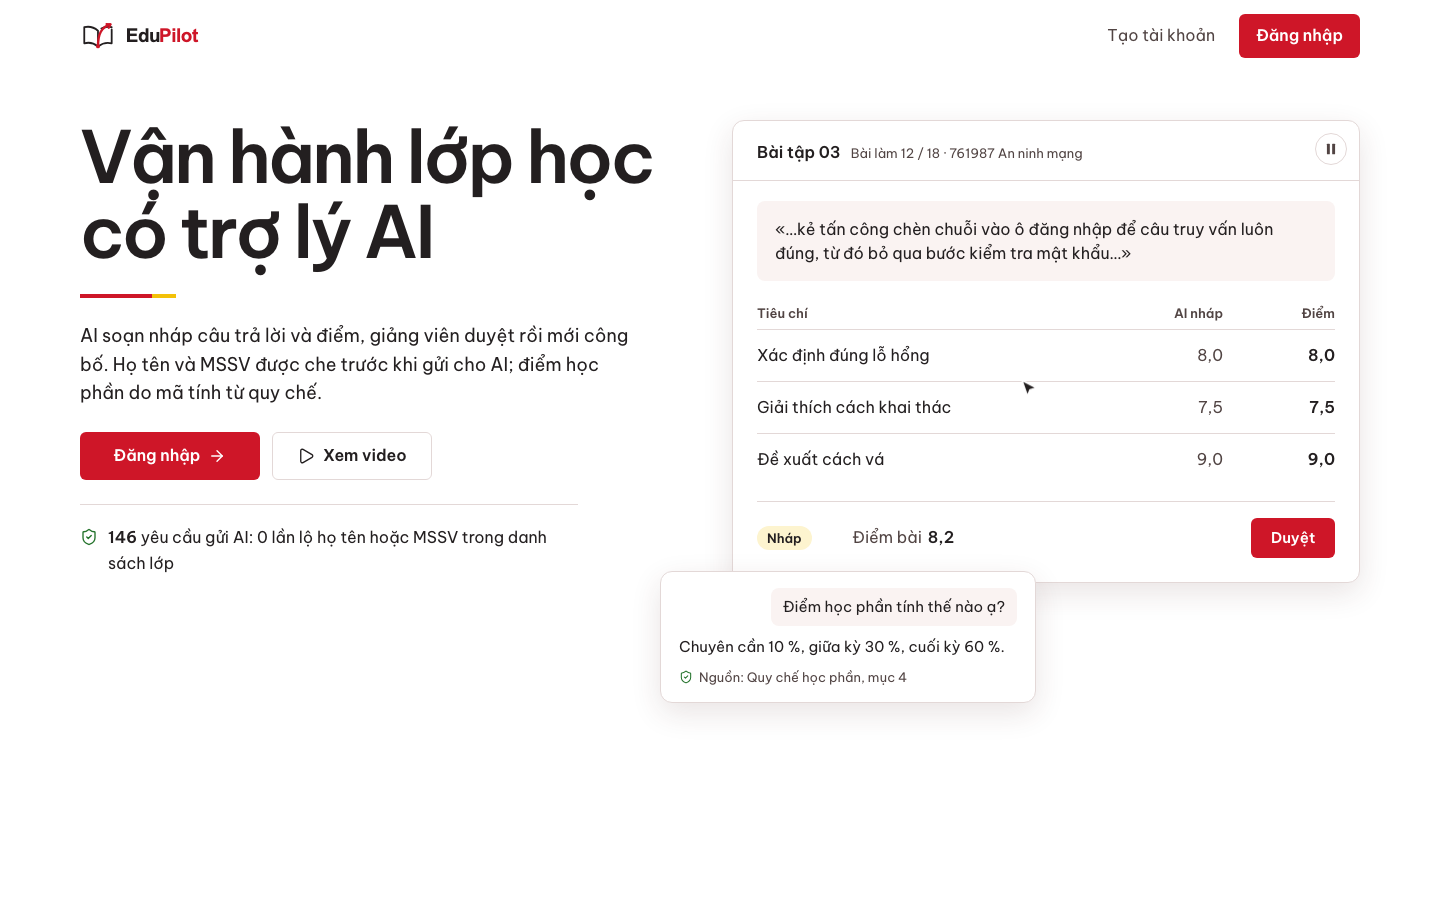 EduPilot
Tạo tài khoản
Đăng nhập
Vận hành lớp học
có trợ lý AI
AI soạn nháp câu trả lời và điểm, giảng viên duyệt rồi mới công
bố. Họ tên và MSSV được che trước khi gửi cho AI; điểm học
phần do mã tính từ quy chế.
Đăng nhập
Xem video
146 yêu cầu gửi AI: 0 lần lộ họ tên hoặc MSSV trong danh
sách lớp
Bài tập 03 Bài làm 12 / 18 · 761987 An ninh mạng
«…kẻ tấn công chèn chuỗi vào ô đăng nhập để câu truy vấn luôn
đúng, từ đó bỏ qua bước kiểm tra mật khẩu…»
Tiêu chí AI nháp Điểm
Xác định đúng lỗ hổng 8,0 8,0
Giải thích cách khai thác 7,5 7,5
Đề xuất cách vá 9,0 9,0
Nháp Điểm bài 8,2 Duyệt
Điểm học phần tính thế nào ạ?
Chuyên cần 10 %, giữa kỳ 30 %, cuối kỳ 60 %.
Nguồn: Quy chế học phần, mục 4